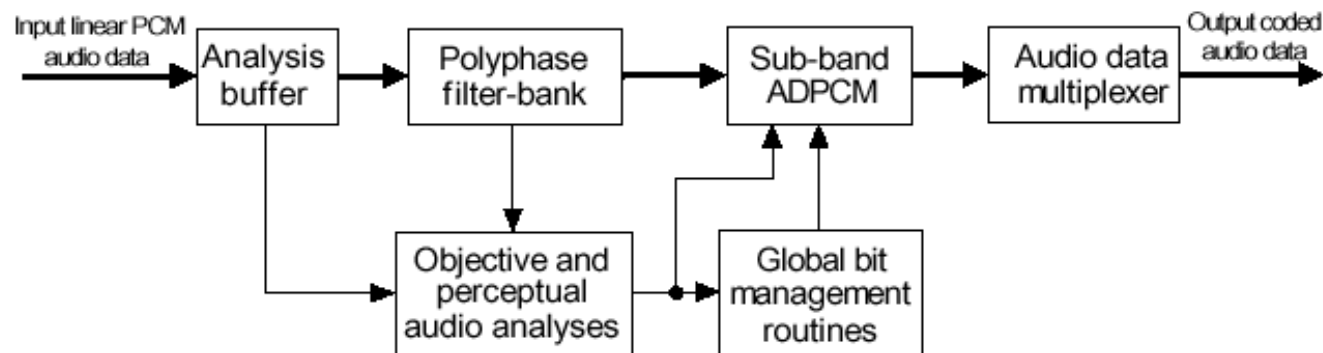 Input linear PCM
audio data
Analysis
buffer
Polyphase
filter-bank
Sub-band
ADPCM
Audio data
multiplexer
Output coded
audio data
Objective and
perceptual
audio analyses
Global bit
management
routines